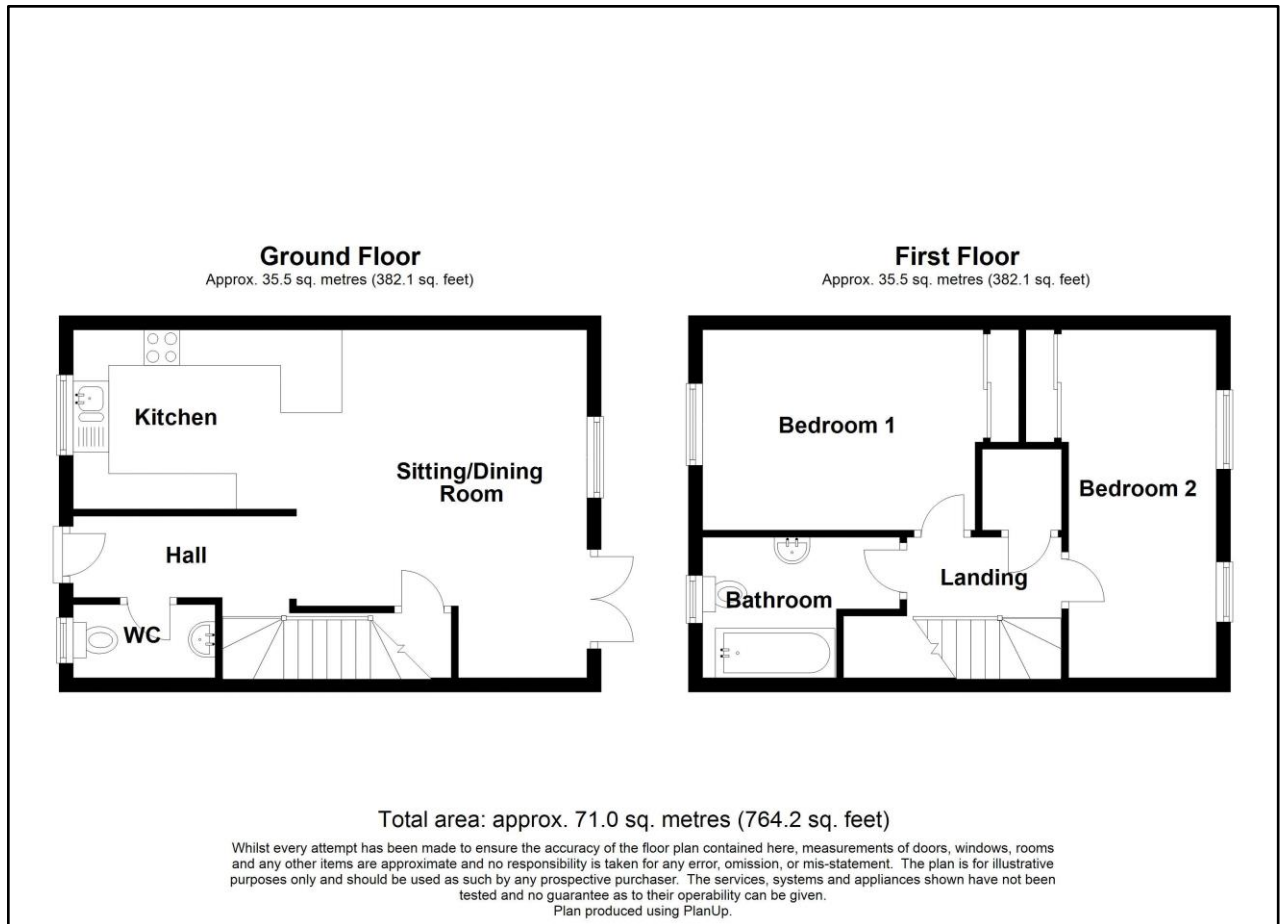 Ground Floor
Approx. 35.5 sq. metres (382.1 sq. feet)
Kitchen
Sitting/Dining
Room
Hall
WC
First Floor
Approx. 35.5 sq. metres (382.1 sq. feet)
Bedroom 1
Bedroom 2
Landing
Bathroom
Total area: approx. 71.0 sq. metres (764.2 sq. feet)
Whilst every attempt has been made to ensure the accuracy of the floor plan contained here, measurements of doors, windows, rooms
and any other items are approximate and no responsibility is taken for any error, omission, or mis-statement. The plan is for illustrative
purposes only and should be used as such by any prospective purchaser. The services, systems and appliances shown have not been
tested and no guarantee as to their operability can be given.
Plan produced using PlanUp.